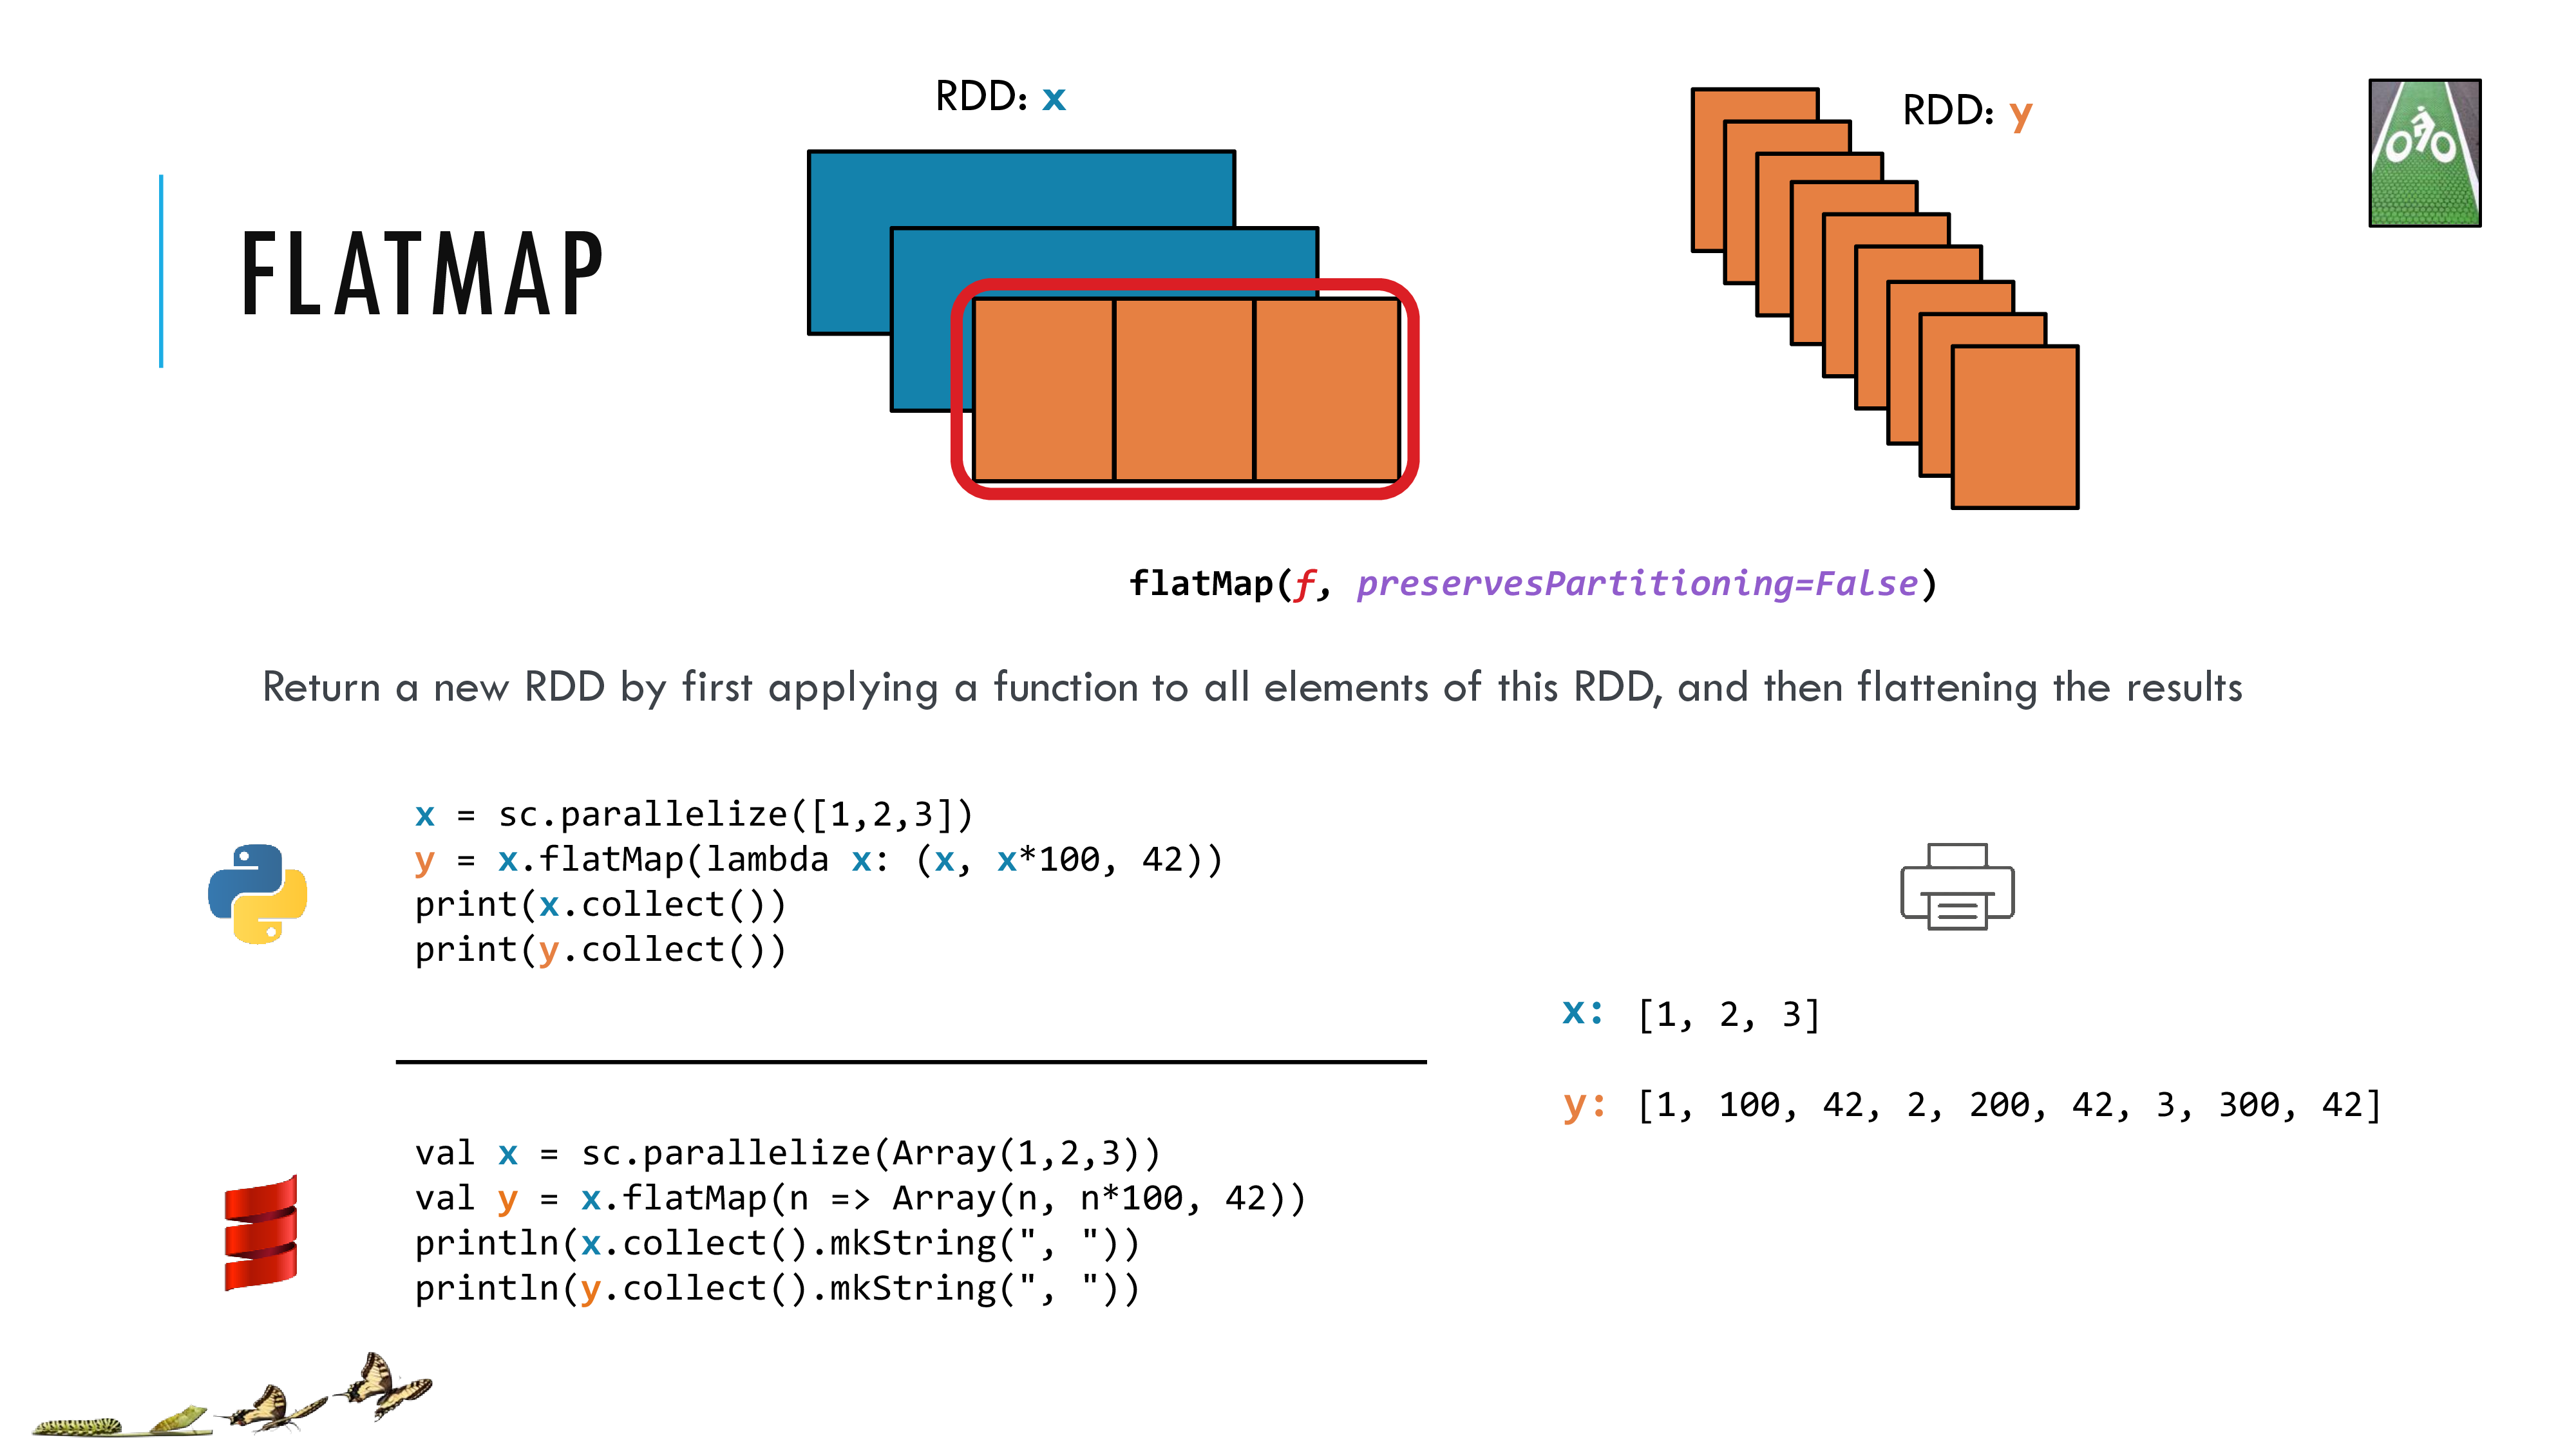 RDD: x
RDD: y
FLATMAP
flatMap(f, preservesPartitioning=False)
Return a new RDD by first applying a function to all elements of this RDD, and then flattening the results
x = sc.parallelize([1,2,3])
y = x.flatMap(lambda x: (x, x*100, 42))
print(x.collect())
print(y.collect())
x: [1, 2, 3]
y: [1, 100, 42, 2, 200, 42, 3, 300, 42]
val x = sc.parallelize(Array(1,2,3))
val y = x.flatMap(n => Array(n, n*100, 42))
println(x.collect().mkString(", "))
println(y.collect().mkString(", "))